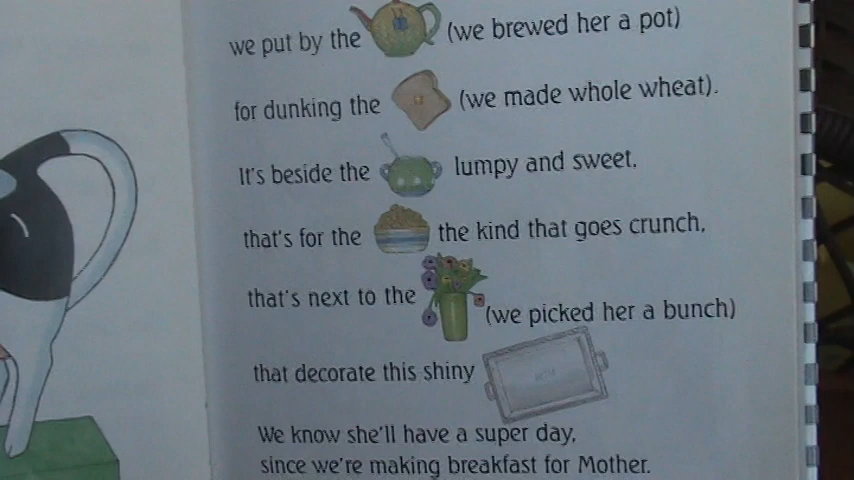 we put by the (we brewed her a pot)
for dunking the (we made whole wheat).
It's beside the lumpy and sweet,
that's for the the kind that goes crunch,
that's next to the (we picked her a bunch)
that decorate this shiny
We know she'll have a super day,
since we're making breakfast for Mother.